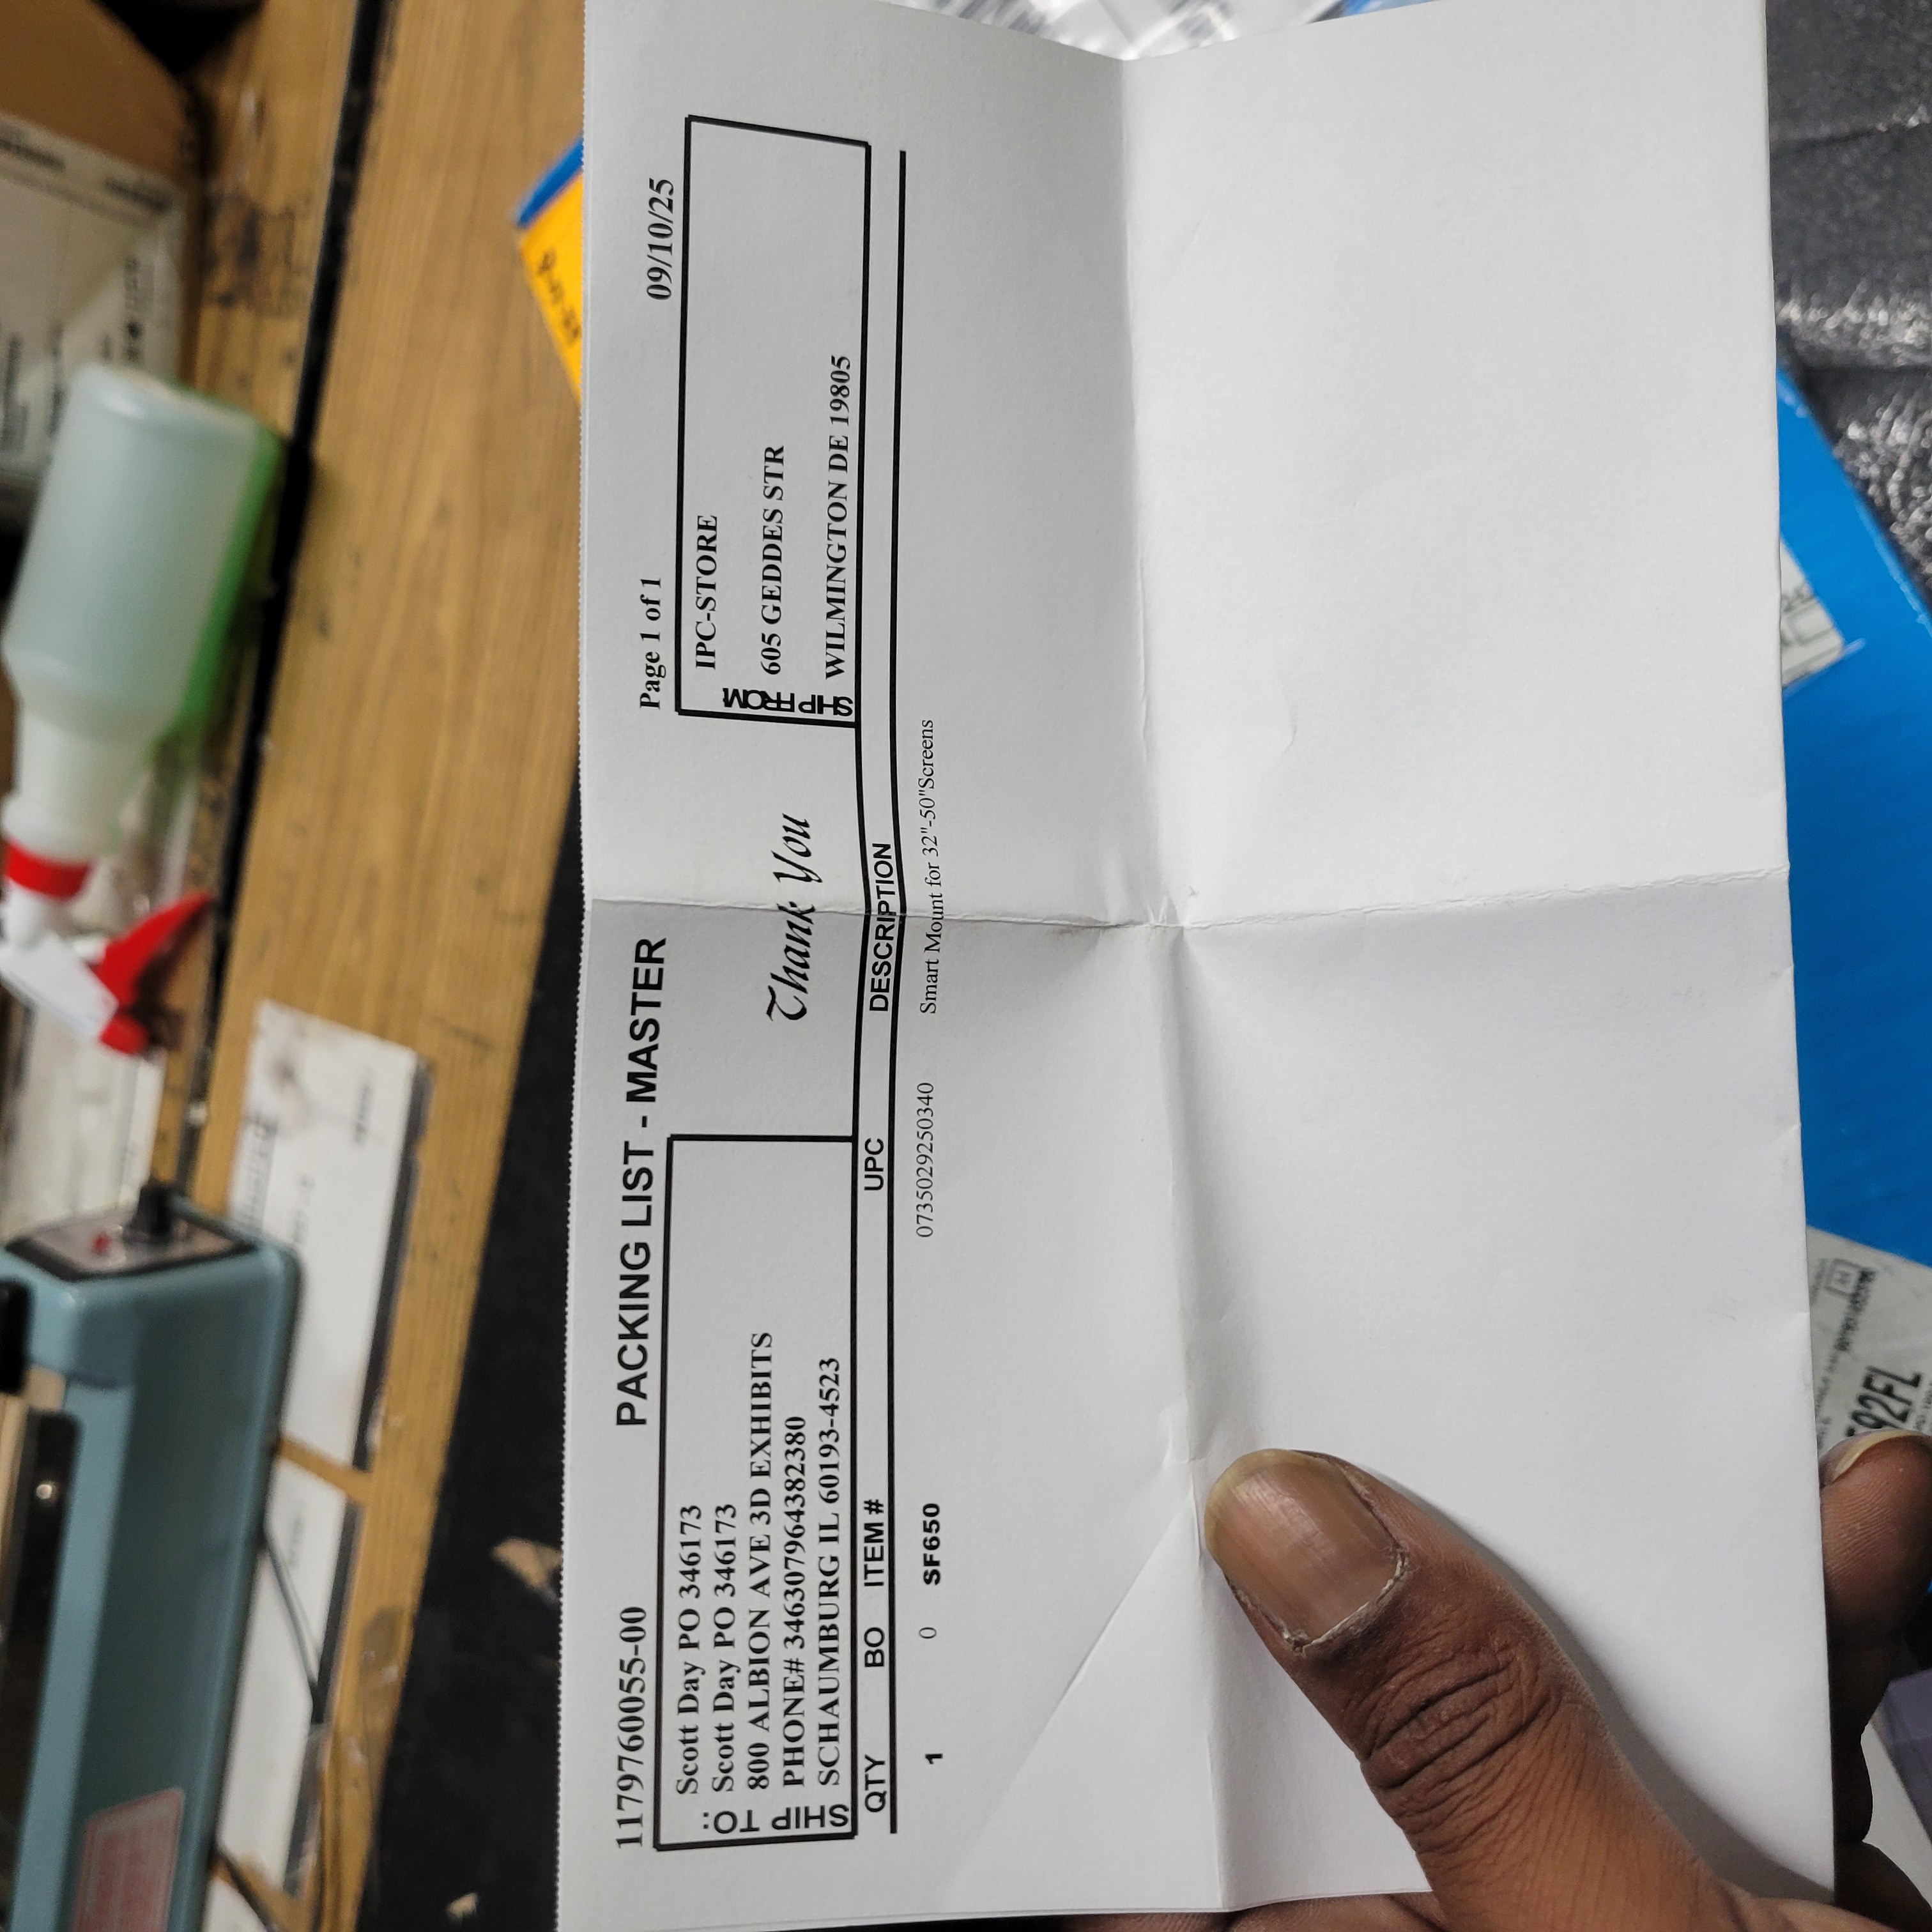 1179760055-00 PACKING LIST - MASTER Page 1 of 1 09/10/25
SHIP TO:
Scott Day PO 346173
Scott Day PO 346173
800 ALBION AVE 3D EXHIBITS
PHONE# 346307964382380
SCHAUMBURG IL 60193-4523
Thank You
SHIP FROM
IPC-STORE
605 GEDDES STR
WILMINGTON DE 19805
QTY BO ITEM # UPC DESCRIPTION
1 0 SF650 0735029250340 Smart Mount for 32"-50"Screens
92FL